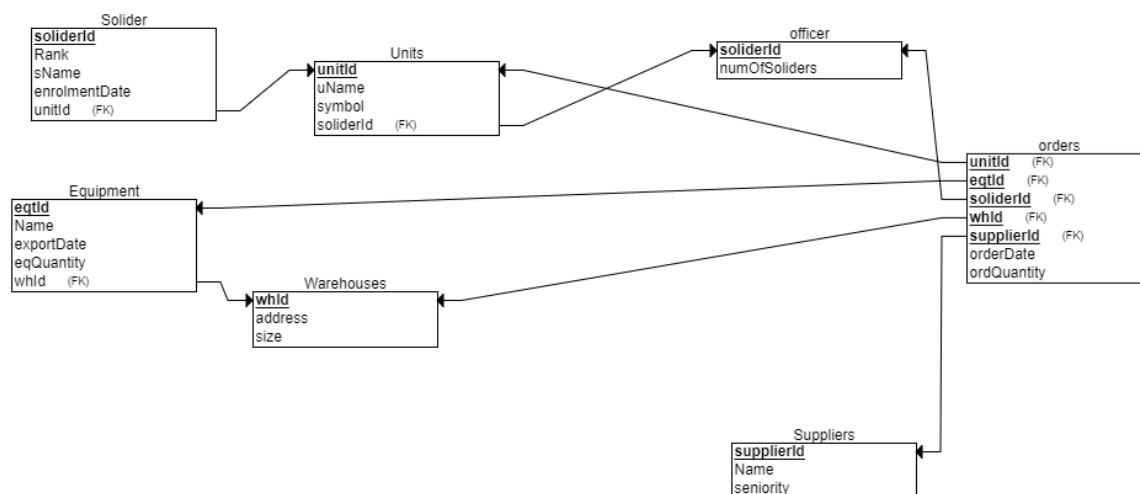 Solider
soliderId
Rank
sName
enrolmentDate
unitId (FK)
Units
unitId
uName
symbol
soliderId (FK)
officer
soliderId
numOfSoliders
orders
unitId (FK)
eqtId (FK)
soliderId (FK)
whId (FK)
supplierId (FK)
orderDate
ordQuantity
Equipment
eqtId
Name
exportDate
eqQuantity
whId (FK)
Warehouses
whId
address
size
Suppliers
supplierId
Name
seniority